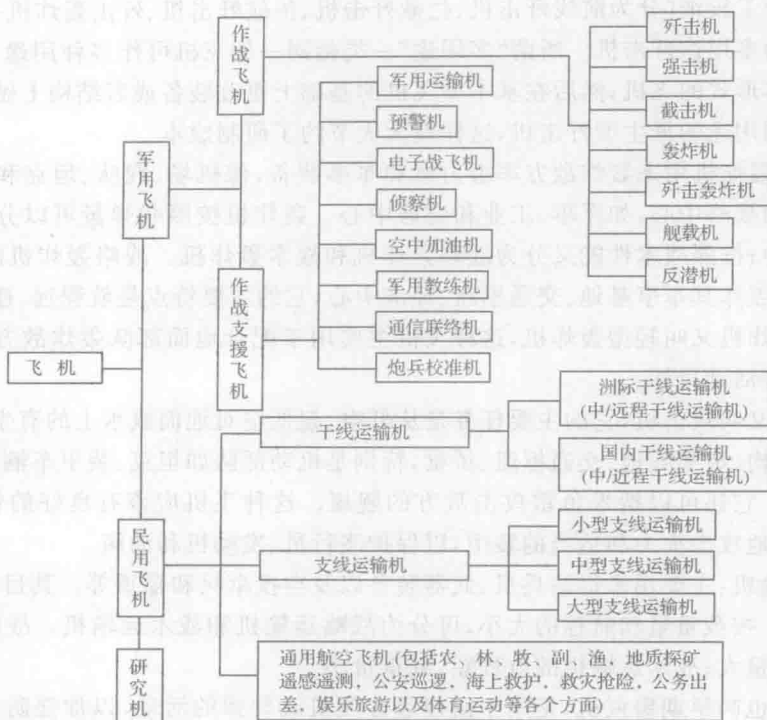 飞机
军用飞机
作战飞机
歼击机
强击机
截击机
轰炸机
歼击轰炸机
舰载机
反潜机
作战支援飞机
军用运输机
预警机
电子战飞机
侦察机
空中加油机
军用教练机
通信联络机
炮兵校准机
民用飞机
干线运输机
洲际干线运输机
(中/远程干线运输机)
国内干线运输机
(中/近程干线运输机)
支线运输机
小型支线运输机
中型支线运输机
大型支线运输机
通用航空飞机(包括农、林、牧、副、渔、地质探矿
遥感遥测，公安巡逻，海上救护，救灾抢险，公务出
差，娱乐旅游以及体育运动等各个方面)
研究机